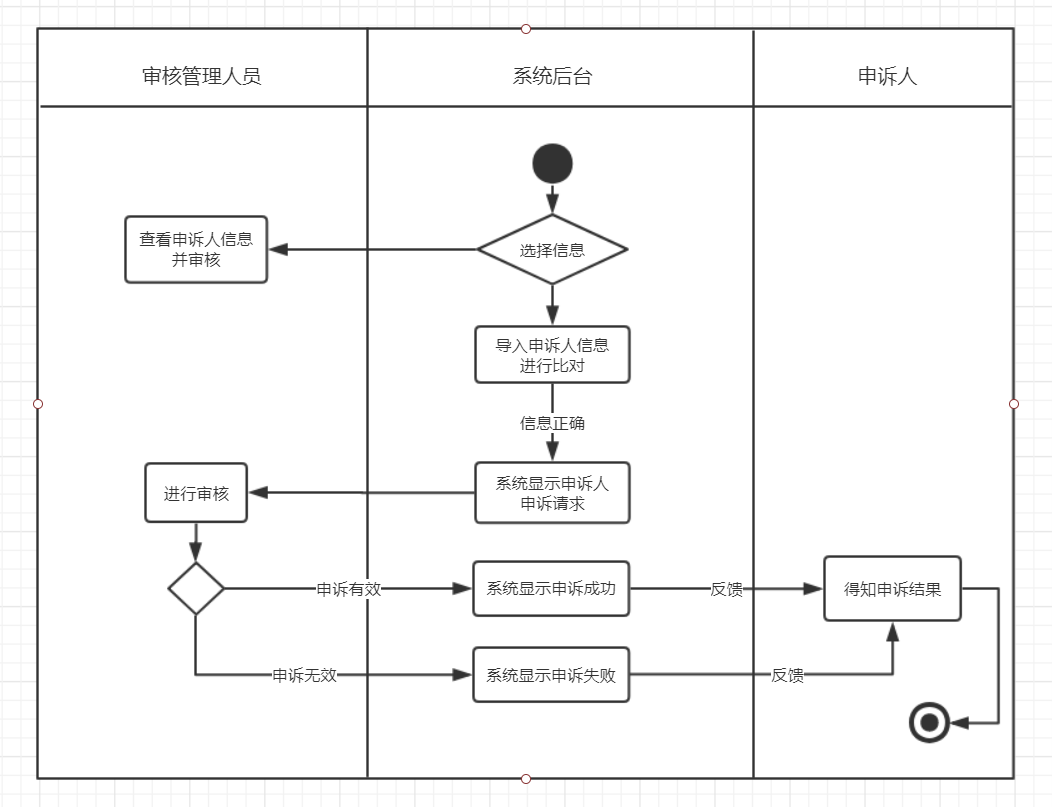 审核管理人员
系统后台
申诉人
查看申诉人信息
并审核
选择信息
导入申诉人信息
进行比对
信息正确
进行审核
系统显示申诉人
申诉请求
申诉有效
系统显示申诉成功
反馈
得知申诉结果
申诉无效
系统显示申诉失败
反馈